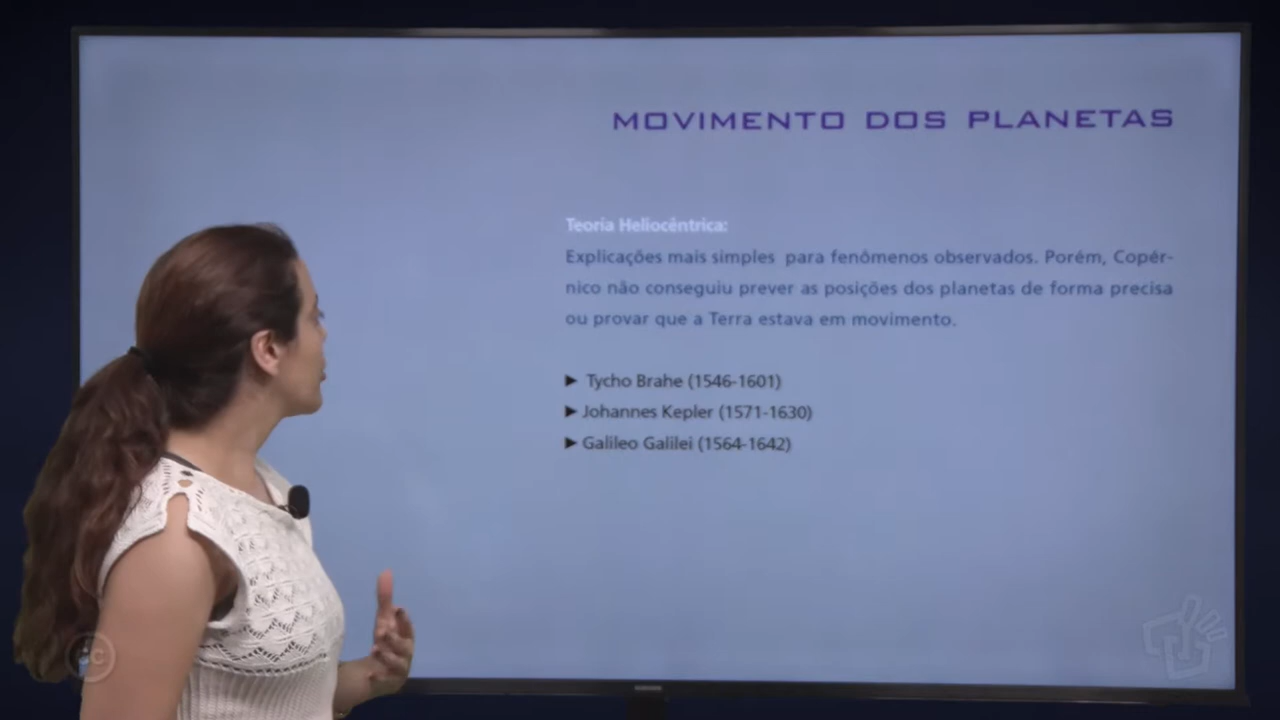 MOVIMENTO DOS PLANETAS
Teoria Heliocêntrica:
Explicações mais simples para fenômenos observados. Porém, Copér-
nico não conseguiu prever as posições dos planetas de forma precisa
ou provar que a Terra estava em movimento.
► Tycho Brahe (1546-1601)
► Johannes Kepler (1571-1630)
► Galileo Galilei (1564-1642)